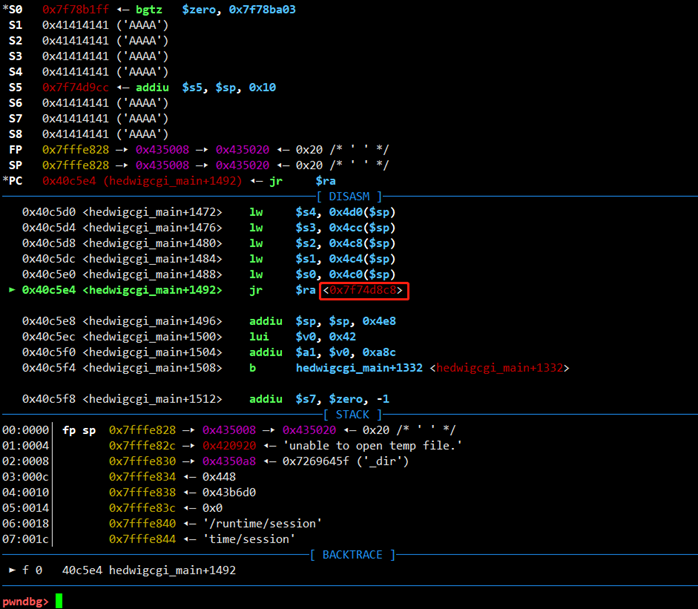 *S0   0x7f78b1ff ◂— bgtz   $zero, 0x7f78ba03
S1   0x41414141 ('AAAA')
S2   0x41414141 ('AAAA')
S3   0x41414141 ('AAAA')
S4   0x41414141 ('AAAA')
S5   0x7f74d9cc ◂— addiu  $s5, $sp, 0x10
S6   0x41414141 ('AAAA')
S7   0x41414141 ('AAAA')
S8   0x41414141 ('AAAA')
FP   0x7fffe828 —▸ 0x435008 —▸ 0x435020 ◂— 0x20 /* ' ' */
SP   0x7fffe828 —▸ 0x435008 —▸ 0x435020 ◂— 0x20 /* ' ' */
*PC   0x40c5e4 (hedwigcgi_main+1492) ◂— jr     $ra
[ DISASM ]
0x40c5d0 <hedwigcgi_main+1472>    lw     $s4, 0x4d0($sp)
0x40c5d4 <hedwigcgi_main+1476>    lw     $s3, 0x4cc($sp)
0x40c5d8 <hedwigcgi_main+1480>    lw     $s2, 0x4c8($sp)
0x40c5dc <hedwigcgi_main+1484>    lw     $s1, 0x4c4($sp)
0x40c5e0 <hedwigcgi_main+1488>    lw     $s0, 0x4c0($sp)
► 0x40c5e4 <hedwigcgi_main+1492>    jr     $ra <0x7f74d8c8>
0x40c5e8 <hedwigcgi_main+1496>    addiu  $sp, $sp, 0x4e8
0x40c5ec <hedwigcgi_main+1500>    lui    $v0, 0x42
0x40c5f0 <hedwigcgi_main+1504>    addiu  $a1, $v0, 0xa8c
0x40c5f4 <hedwigcgi_main+1508>    b      hedwigcgi_main+1332 <hedwigcgi_main+1332>
0x40c5f8 <hedwigcgi_main+1512>    addiu  $s7, $zero, -1
[ STACK ]
00:0000│ fp sp  0x7fffe828 —▸ 0x435008 —▸ 0x435020 ◂— 0x20 /* ' ' */
01:0004│        0x7fffe82c —▸ 0x420920 ◂— 'unable to open temp file.'
02:0008│        0x7fffe830 —▸ 0x4350a8 ◂— 0x7269645f ('_dir')
03:000c│        0x7fffe834 ◂— 0x448
04:0010│        0x7fffe838 ◂— 0x43b6d0
05:0014│        0x7fffe83c ◂— 0x0
06:0018│        0x7fffe840 ◂— '/runtime/session'
07:001c│        0x7fffe844 ◂— 'time/session'
[ BACKTRACE ]
► f 0   40c5e4 hedwigcgi_main+1492
pwndbg>